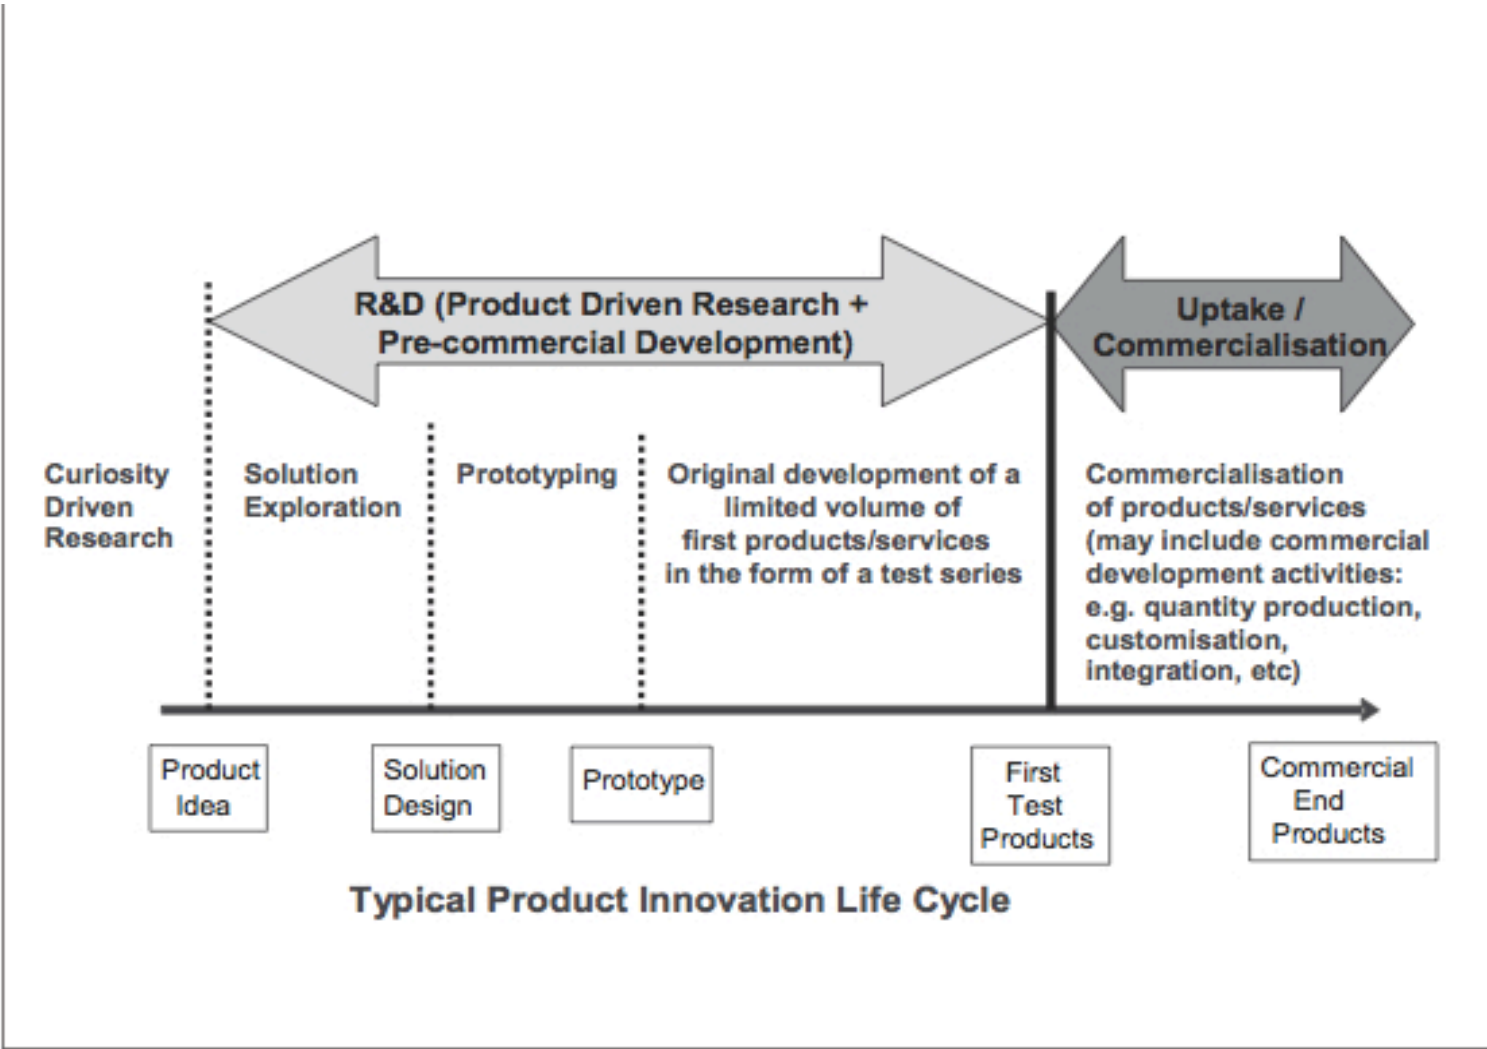 R&D (Product Driven Research +
Pre-commercial Development)
Uptake /
Commercialisation
Curiosity
Driven
Research
Solution
Exploration
Prototyping
Original development of a
limited volume of
first products/services
in the form of a test series
Commercialisation
of products/services
(may include commercial
development activities:
e.g. quantity production,
customisation,
integration, etc)
Product
Idea
Solution
Design
Prototype
First
Test
Products
Commercial
End
Products
Typical Product Innovation Life Cycle